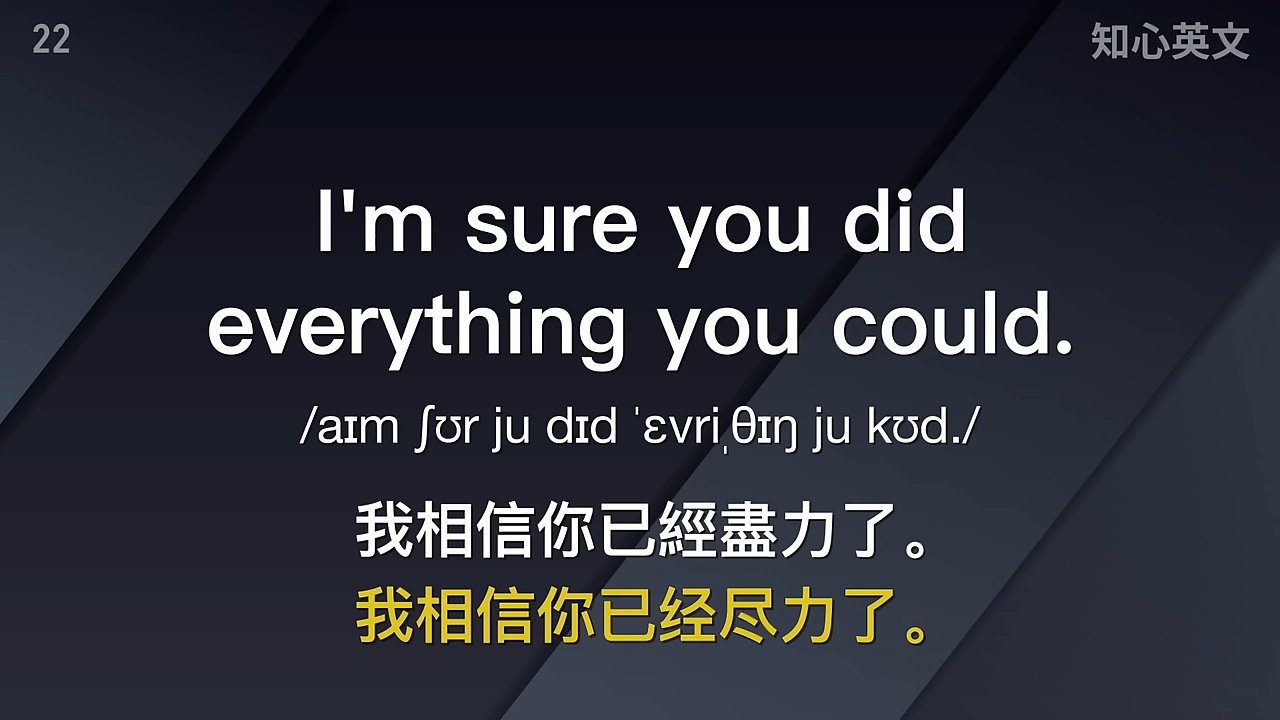 22
知心英文
I'm sure you did
everything you could.
/aɪm ʃʊr ju dɪd ˈɛvriˌθɪŋ ju kʊd./
我相信你已經盡力了。
我相信你已经尽力了。